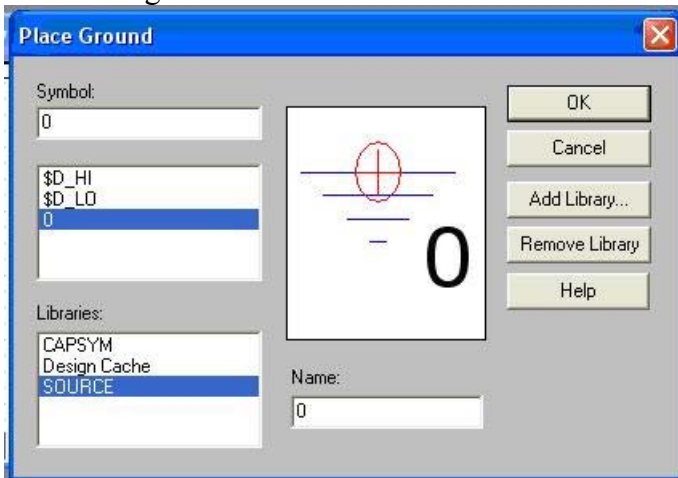 Place Ground
Symbol:
0
$D_HI
$D_LO
0
Libraries:
CAPSYM
Design Cache
SOURCE
0
Name:
0
OK
Cancel
Add Library...
Remove Library
Help